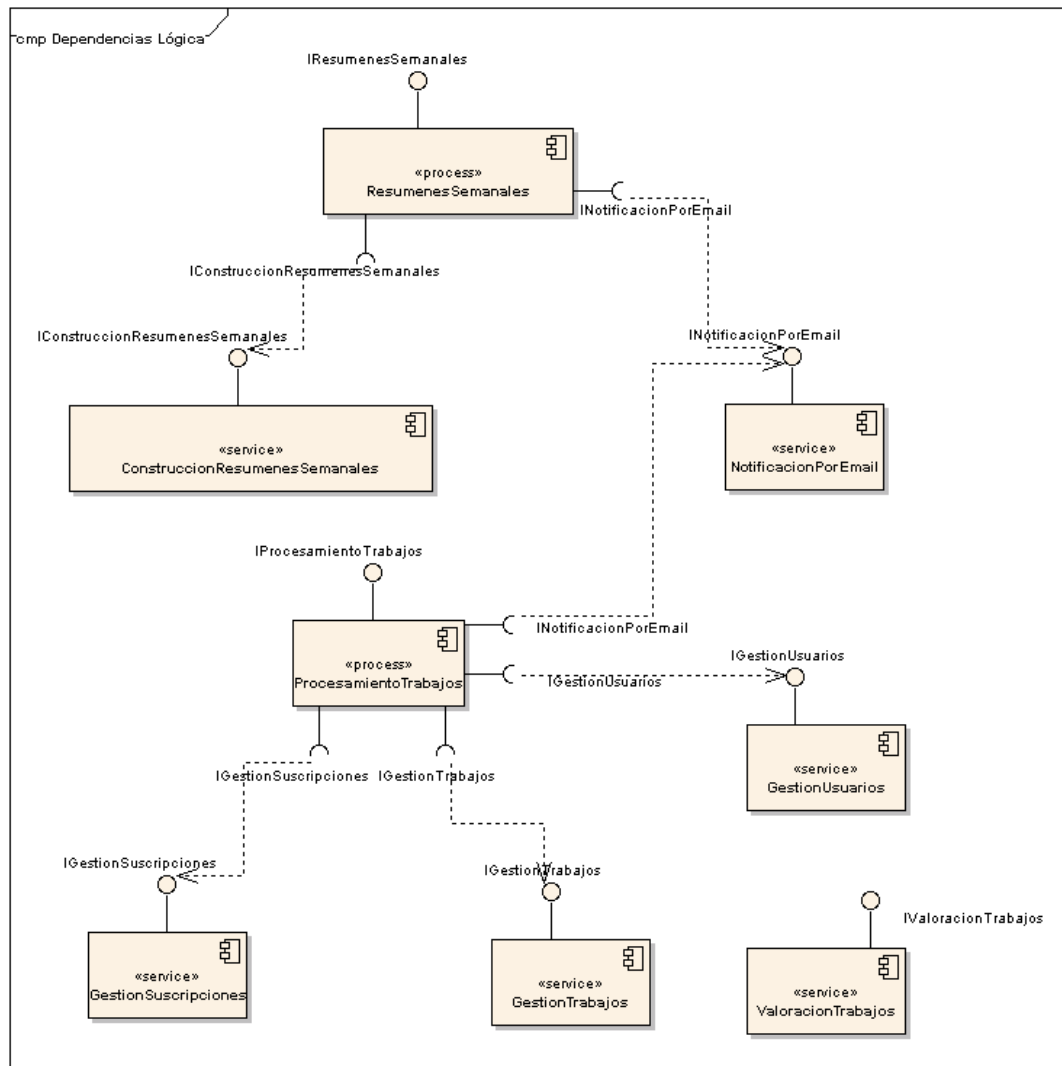 cmp Dependencias Lógica
IResumenesSemanales
«process»
ResumenesSemanales
INotificacionPorEmail
IConstruccionResumenesSemanales
IConstruccionResumenesSemanales
INotificacionPorEmail
«service»
ConstruccionResumenesSemanales
«service»
NotificacionPorEmail
IProcesamientoTrabajos
INotificacionPorEmail
«process»
ProcesamientoTrabajos
IGestionUsuarios
IGestionUsuarios
«service»
GestionUsuarios
IGestionSuscripciones
IGestionTrabajos
IGestionSuscripciones
IGestionTrabajos
IValoracionTrabajos
«service»
GestionSuscripciones
«service»
GestionTrabajos
«service»
ValoracionTrabajos